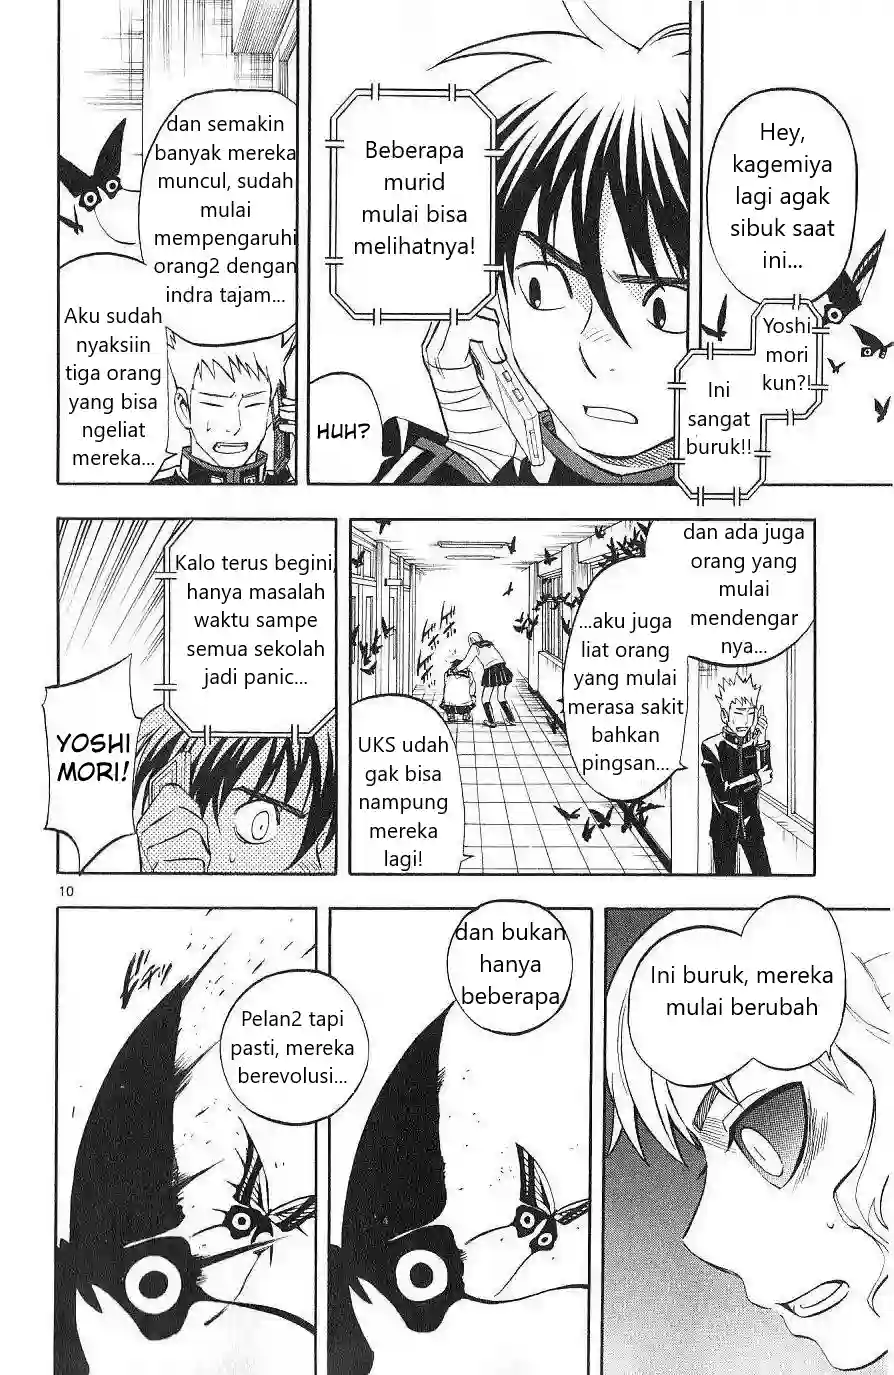 Hey,
kagemiya
lagi agak
sibuk saat
ini...
Yoshi
mori
kun?!
Ini
sangat
buruk!!
Beberapa
murid
mulai bisa
melihatnya!
HUH?
dan semakin
banyak mereka
muncul, sudah
mulai
mempengaruhi
orang2 dengan
indra tajam...
Aku sudah
nyaksiin
tiga orang
yang bisa
ngeliat
mereka...
dan ada juga
orang yang
mulai
mendengar
nya...
...aku juga
liat orang
yang mulai
merasa sakit
bahkan
pingsan...
UKS udah
gak bisa
nampung
mereka
lagi!
Kalo terus begini,
hanya masalah
waktu sampe
semua sekolah
jadi panic...
YOSHI
MORI!
10
Ini buruk, mereka
mulai berubah
dan bukan
hanya
beberapa
Pelan2 tapi
pasti, mereka
berevolusi...